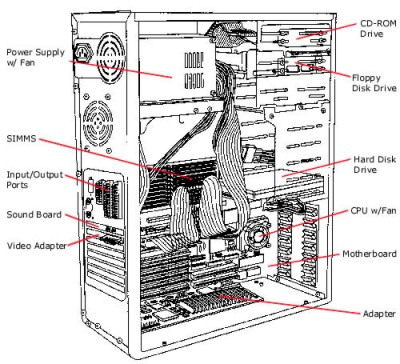 CD-ROM
Drive
Power Supply
w/ Fan
Floppy
Disk Drive
SIMMS
Hard Disk
Drive
Input/Output
Ports
Sound Board
CPU w/Fan
Video Adapter
Motherboard
Adapter